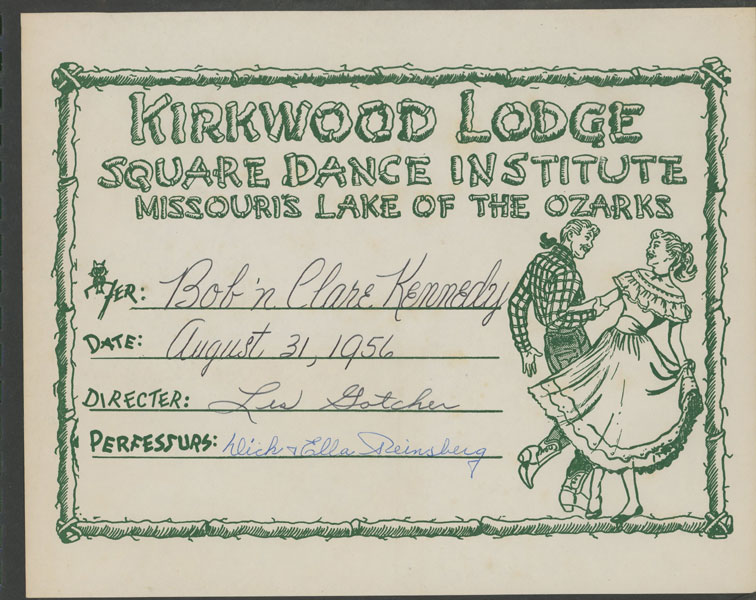 KIRKWOOD LODGE
SQUARE DANCE INSTITUTE
MISSOURI'S LAKE OF THE OZARKS
FER: Bob 'n Clare Kennedy
DATE: August 31, 1956
DIRECTER: Les Gotcher
PERFESSURS: Dick & Ella Reinsberg